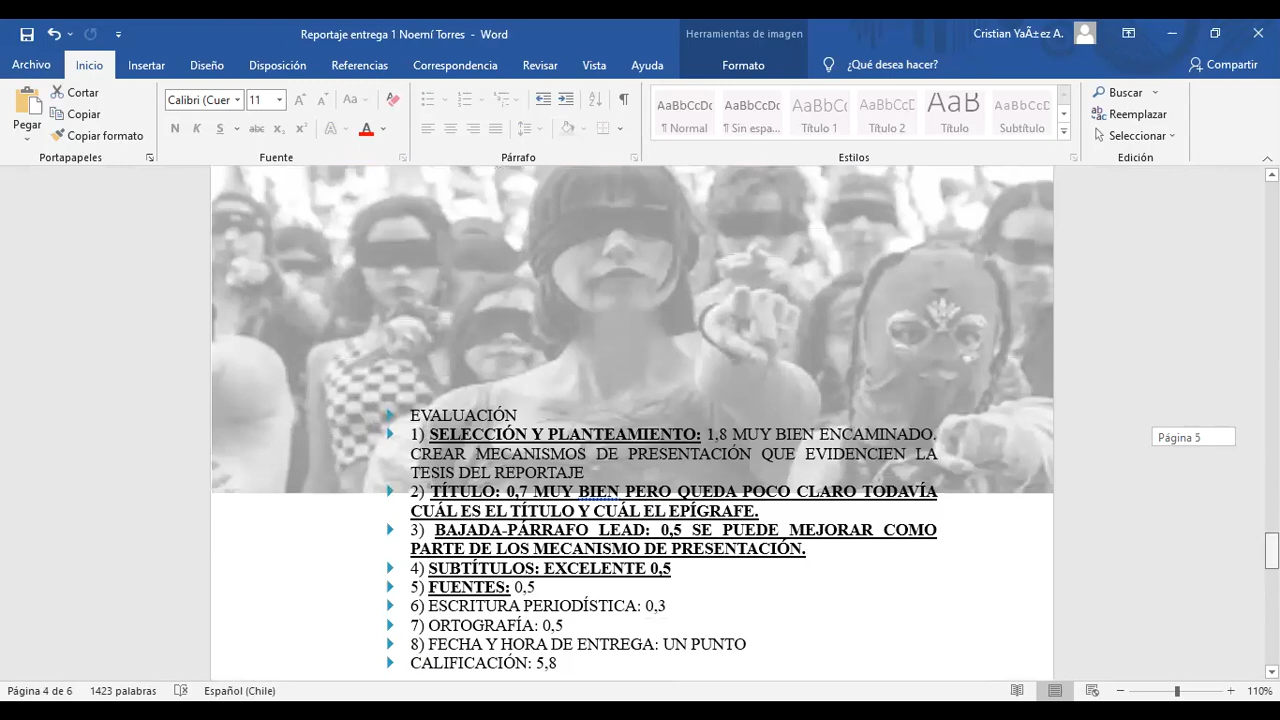 Reportaje entrega 1 Noemí Torres - Word
Herramientas de imagen
Cristian YaÃ±ez A.
Archivo Inicio Insertar Diseño Disposición Referencias Correspondencia Revisar Vista Ayuda Formato ¿Qué desea hacer? Compartir
Pegar
Cortar
Copiar
Copiar formato
Portapapeles
Calibri (Cuer 11
Aa
N K S abc x₂ x² A A
Fuente
Párrafo
AaBbCcDc AaBbCcDc AaBbCc AaBbCcD AaB AaBbCcD
¶ Normal ¶ Sin espa... Título 1 Título 2 Título Subtítulo
Estilos
Buscar
Reemplazar
Seleccionar
Edición
EVALUACIÓN
1) SELECCIÓN Y PLANTEAMIENTO: 1,8 MUY BIEN ENCAMINADO.
CREAR MECANISMOS DE PRESENTACIÓN QUE EVIDENCIEN LA
TESIS DEL REPORTAJE
2) TÍTULO: 0,7 MUY BIEN PERO QUEDA POCO CLARO TODAVÍA
CUÁL ES EL TÍTULO Y CUÁL EL EPÍGRAFE.
3) BAJADA-PÁRRAFO LEAD: 0,5 SE PUEDE MEJORAR COMO
PARTE DE LOS MECANISMO DE PRESENTACIÓN.
4) SUBTÍTULOS: EXCELENTE 0,5
5) FUENTES: 0,5
6) ESCRITURA PERIODÍSTICA: 0,3
7) ORTOGRAFÍA: 0,5
8) FECHA Y HORA DE ENTREGA: UN PUNTO
CALIFICACIÓN: 5,8
Página 5
Página 4 de 6 1423 palabras Español (Chile) 110%